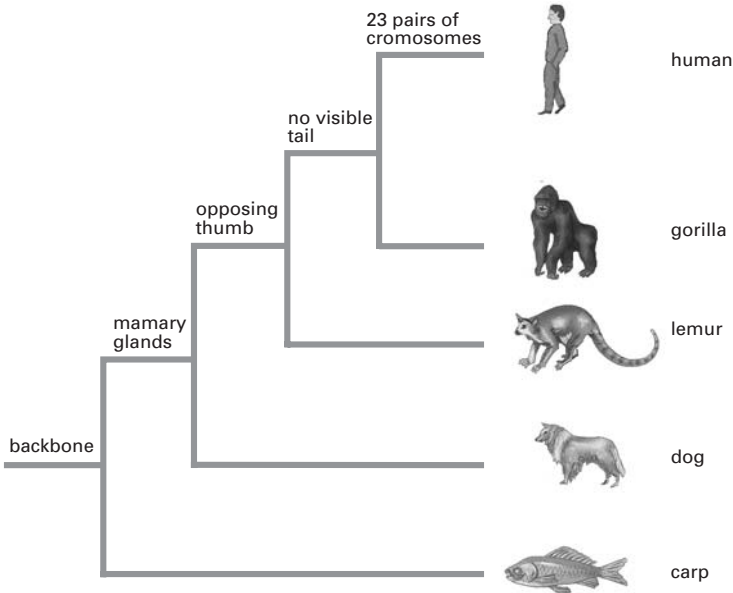 23 pairs of
cromosomes
human
no visible
tail
opposing
thumb
gorilla
mamary
glands
lemur
backbone
dog
carp